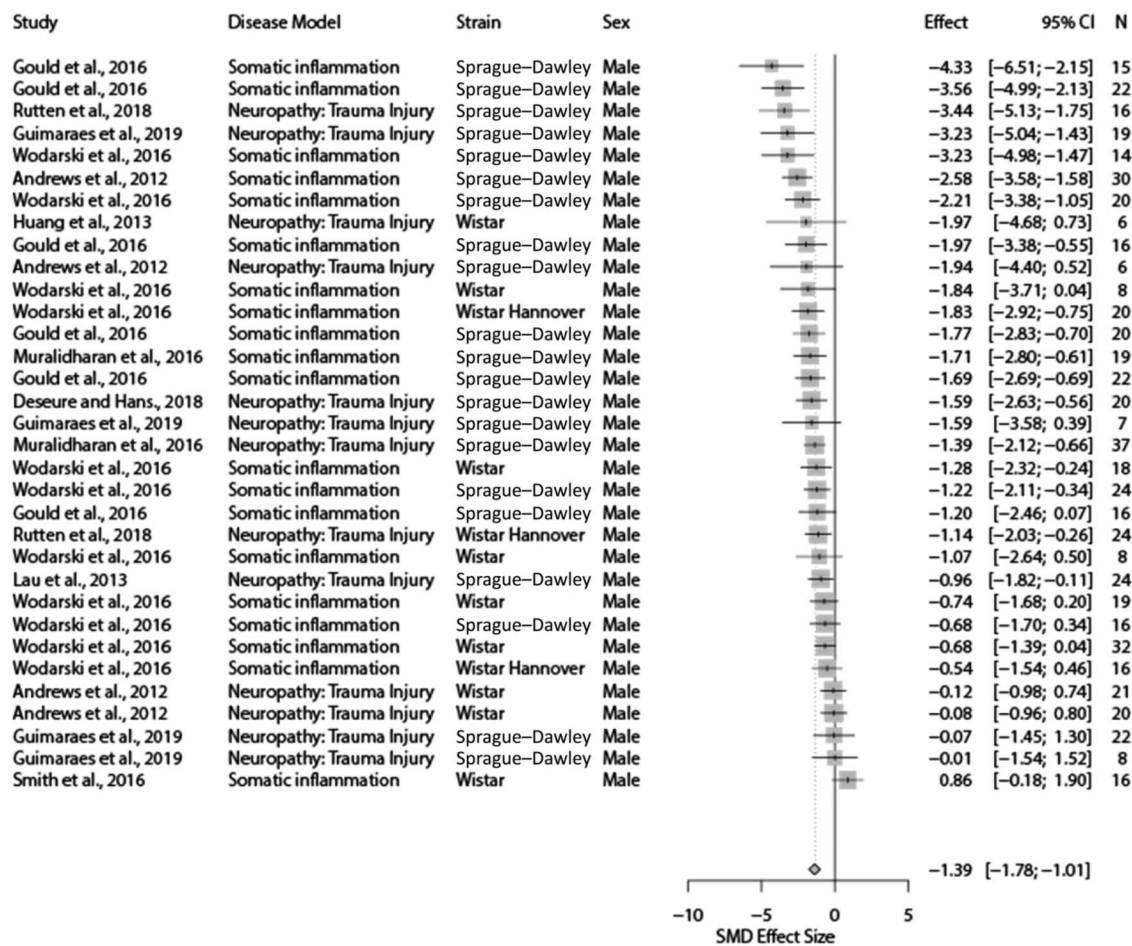 Study Disease Model Strain Sex Effect 95% CI N
Gould et al., 2016 Somatic inflammation Sprague–Dawley Male −4.33 [−6.51; −2.15] 15
Gould et al., 2016 Somatic inflammation Sprague–Dawley Male −3.56 [−4.99; −2.13] 22
Rutten et al., 2018 Neuropathy: Trauma Injury Sprague–Dawley Male −3.44 [−5.13; −1.75] 16
Guimaraes et al., 2019 Neuropathy: Trauma Injury Sprague–Dawley Male −3.23 [−5.04; −1.43] 19
Wodarski et al., 2016 Somatic inflammation Sprague–Dawley Male −3.23 [−4.98; −1.47] 14
Andrews et al., 2012 Somatic inflammation Sprague–Dawley Male −2.58 [−3.58; −1.58] 30
Wodarski et al., 2016 Somatic inflammation Sprague–Dawley Male −2.21 [−3.38; −1.05] 20
Huang et al., 2013 Neuropathy: Trauma Injury Wistar Male −1.97 [−4.68; 0.73] 6
Gould et al., 2016 Somatic inflammation Sprague–Dawley Male −1.97 [−3.38; −0.55] 16
Andrews et al., 2012 Neuropathy: Trauma Injury Sprague–Dawley Male −1.94 [−4.40; 0.52] 6
Wodarski et al., 2016 Somatic inflammation Wistar Male −1.84 [−3.71; 0.04] 8
Wodarski et al., 2016 Somatic inflammation Wistar Hannover Male −1.83 [−2.92; −0.75] 20
Gould et al., 2016 Somatic inflammation Sprague–Dawley Male −1.77 [−2.83; −0.70] 20
Muralidharan et al., 2016 Somatic inflammation Sprague–Dawley Male −1.71 [−2.80; −0.61] 19
Gould et al., 2016 Somatic inflammation Sprague–Dawley Male −1.69 [−2.69; −0.69] 22
Deseure and Hans., 2018 Neuropathy: Trauma Injury Sprague–Dawley Male −1.59 [−2.63; −0.56] 20
Guimaraes et al., 2019 Neuropathy: Trauma Injury Sprague–Dawley Male −1.59 [−3.58; 0.39] 7
Muralidharan et al., 2016 Neuropathy: Trauma Injury Sprague–Dawley Male −1.39 [−2.12; −0.66] 37
Wodarski et al., 2016 Somatic inflammation Wistar Male −1.28 [−2.32; −0.24] 18
Wodarski et al., 2016 Somatic inflammation Sprague–Dawley Male −1.22 [−2.11; −0.34] 24
Gould et al., 2016 Somatic inflammation Sprague–Dawley Male −1.20 [−2.46; 0.07] 16
Rutten et al., 2018 Neuropathy: Trauma Injury Wistar Hannover Male −1.14 [−2.03; −0.26] 24
Wodarski et al., 2016 Somatic inflammation Wistar Male −1.07 [−2.64; 0.50] 8
Lau et al., 2013 Neuropathy: Trauma Injury Sprague–Dawley Male −0.96 [−1.82; −0.11] 24
Wodarski et al., 2016 Somatic inflammation Wistar Male −0.74 [−1.68; 0.20] 19
Wodarski et al., 2016 Somatic inflammation Sprague–Dawley Male −0.68 [−1.70; 0.34] 16
Wodarski et al., 2016 Somatic inflammation Wistar Male −0.68 [−1.39; 0.04] 32
Wodarski et al., 2016 Somatic inflammation Wistar Hannover Male −0.54 [−1.54; 0.46] 16
Andrews et al., 2012 Neuropathy: Trauma Injury Wistar Male −0.12 [−0.98; 0.74] 21
Andrews et al., 2012 Neuropathy: Trauma Injury Wistar Male −0.08 [−0.96; 0.80] 20
Guimaraes et al., 2019 Neuropathy: Trauma Injury Sprague–Dawley Male −0.07 [−1.45; 1.30] 22
Guimaraes et al., 2019 Neuropathy: Trauma Injury Sprague–Dawley Male −0.01 [−1.54; 1.52] 8
Smith et al., 2016 Somatic inflammation Wistar Male 0.86 [−0.18; 1.90] 16
−1.39 [−1.78; −1.01]
−10 −5 0 5
SMD Effect Size